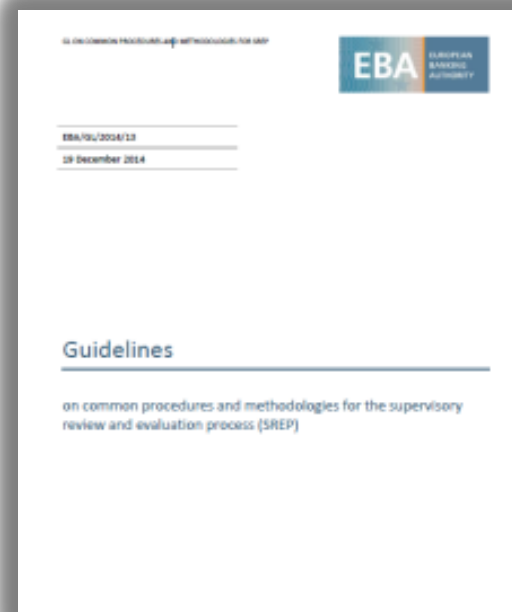 GL ON COMMON PROCEDURES AND METHODOLOGIES FOR SREP
EBA EUROPEAN
BANKING
AUTHORITY
EBA/GL/2014/13
19 December 2014
Guidelines
on common procedures and methodologies for the supervisory
review and evaluation process (SREP)